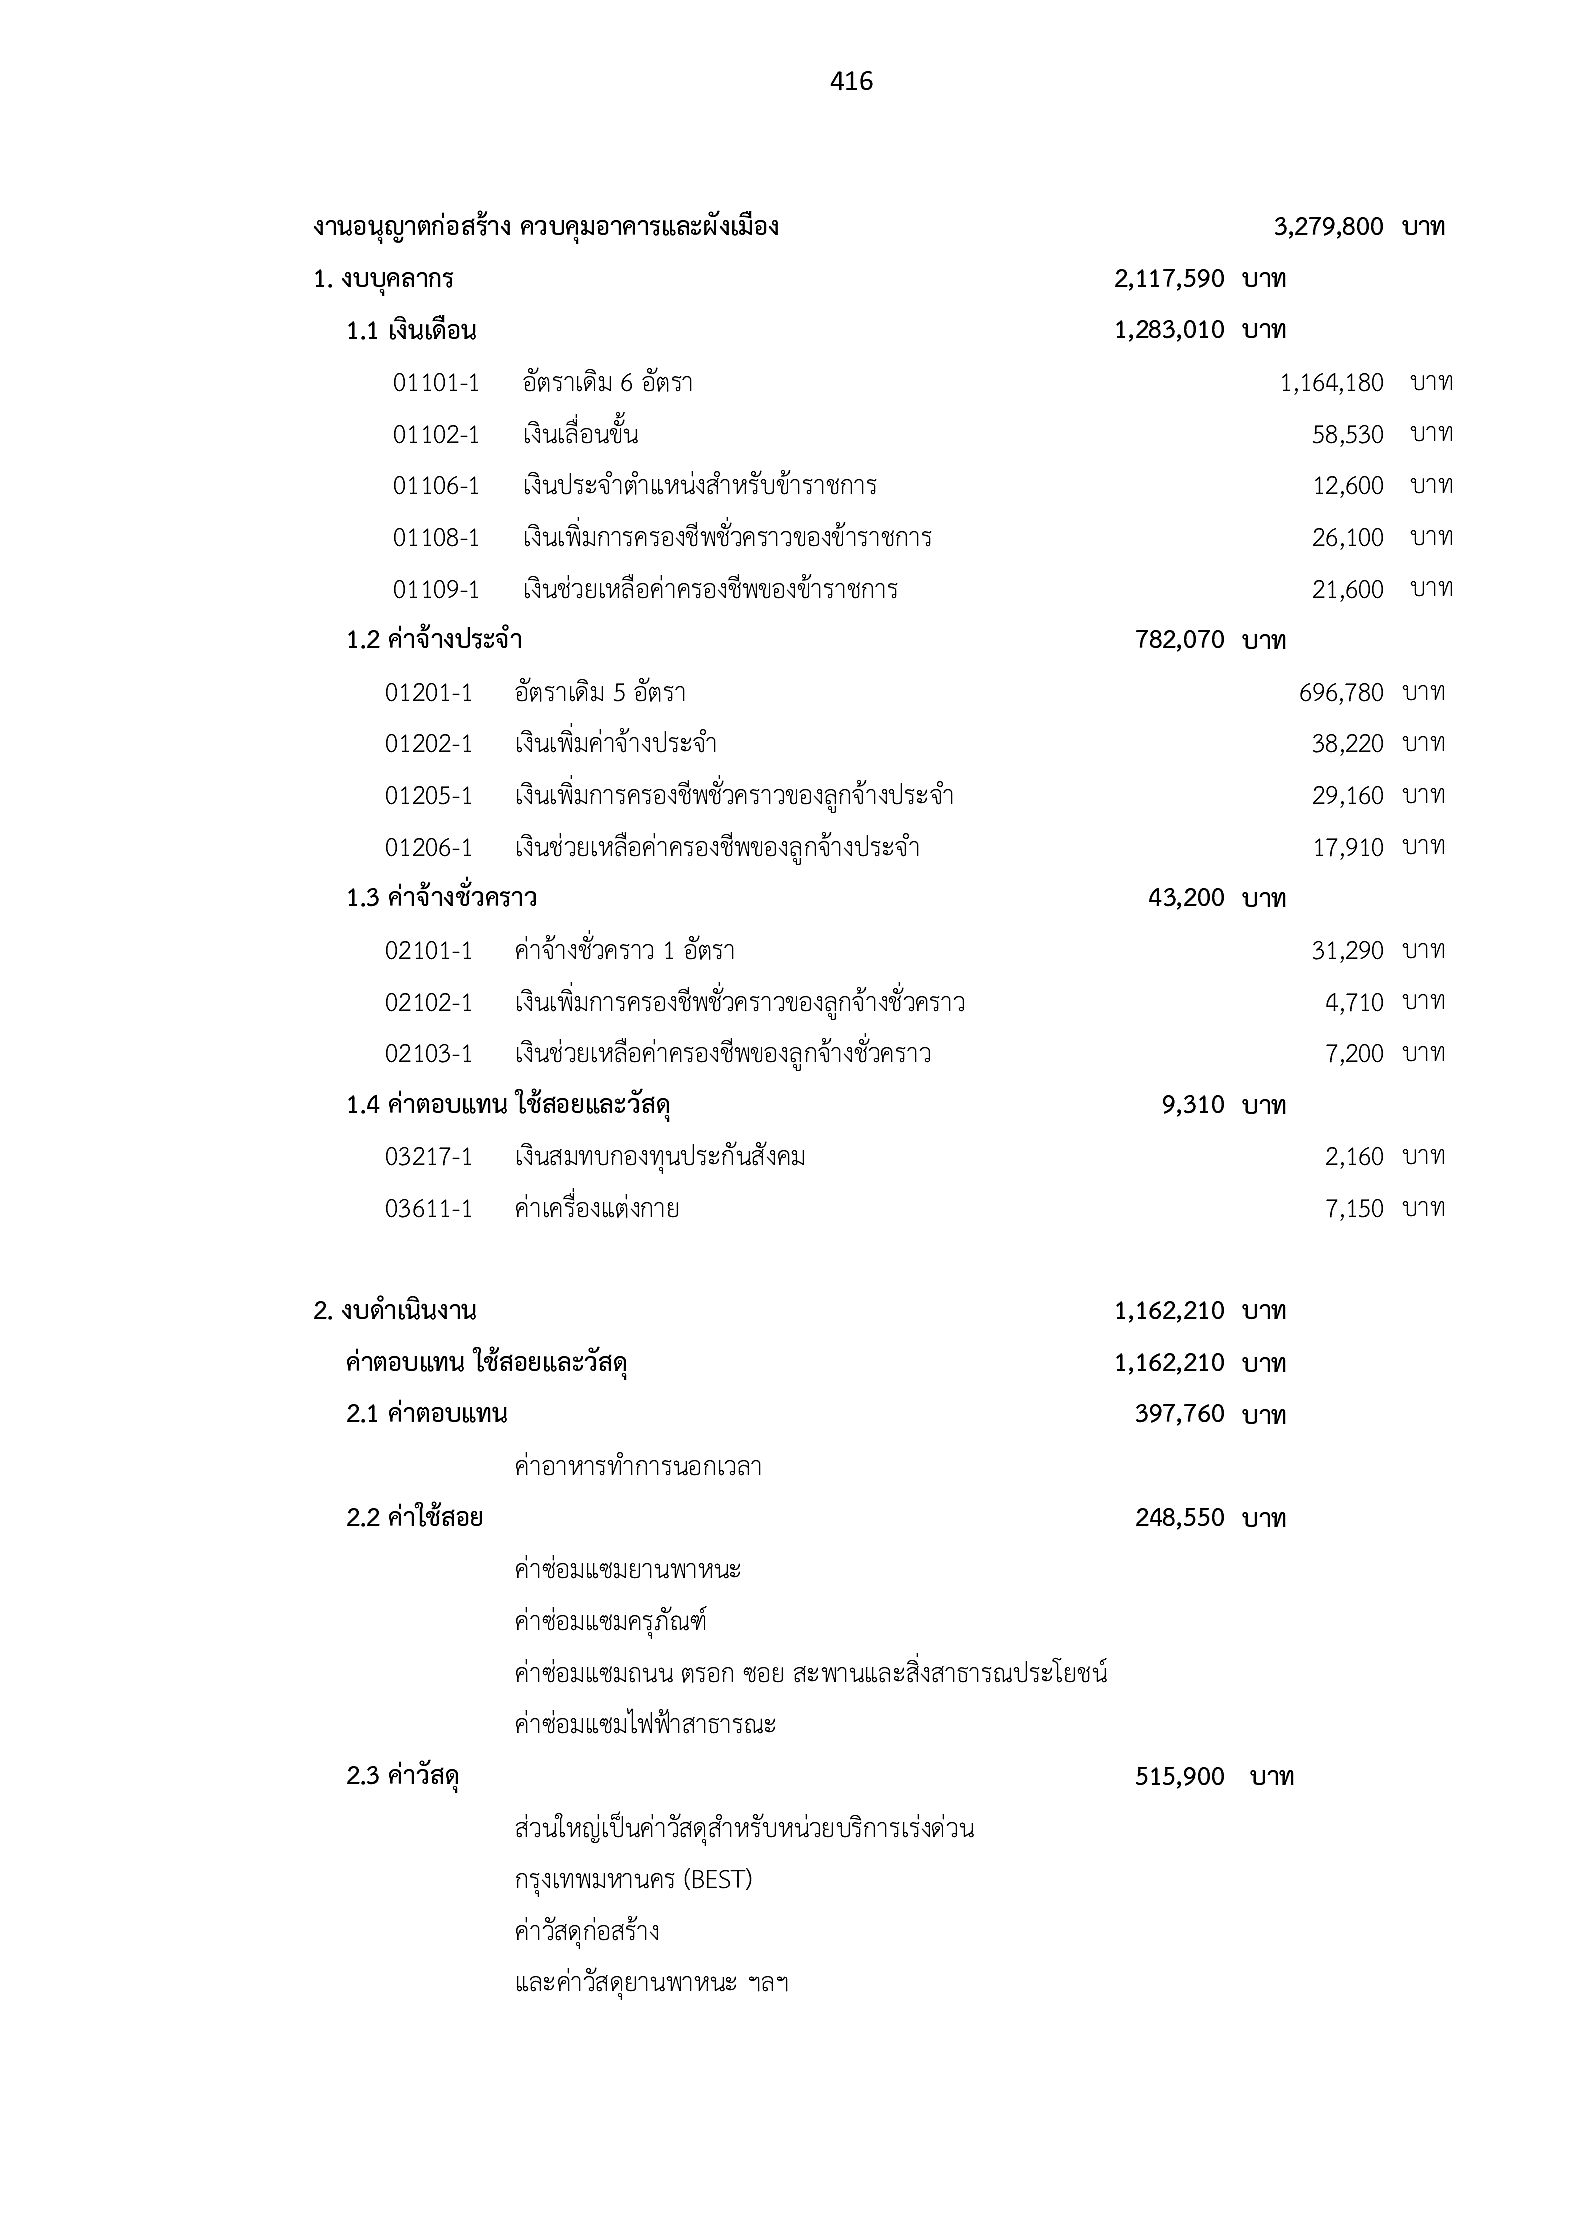 416
งานอนุญาตก่อสร้าง ควบคุมอาคารและผังเมือง 3,279,800 บาท
1. งบบุคลากร 2,117,590 บาท
1.1 เงินเดือน 1,283,010 บาท
01101-1 อัตราเดิม 6 อัตรา 1,164,180 บาท
01102-1 เงินเลื่อนขั้น 58,530 บาท
01106-1 เงินประจำตำแหน่งสำหรับข้าราชการ 12,600 บาท
01108-1 เงินเพิ่มการครองชีพชั่วคราวของข้าราชการ 26,100 บาท
01109-1 เงินช่วยเหลือค่าครองชีพของข้าราชการ 21,600 บาท
1.2 ค่าจ้างประจำ 782,070 บาท
01201-1 อัตราเดิม 5 อัตรา 696,780 บาท
01202-1 เงินเพิ่มค่าจ้างประจำ 38,220 บาท
01205-1 เงินเพิ่มการครองชีพชั่วคราวของลูกจ้างประจำ 29,160 บาท
01206-1 เงินช่วยเหลือค่าครองชีพของลูกจ้างประจำ 17,910 บาท
1.3 ค่าจ้างชั่วคราว 43,200 บาท
02101-1 ค่าจ้างชั่วคราว 1 อัตรา 31,290 บาท
02102-1 เงินเพิ่มการครองชีพชั่วคราวของลูกจ้างชั่วคราว 4,710 บาท
02103-1 เงินช่วยเหลือค่าครองชีพของลูกจ้างชั่วคราว 7,200 บาท
1.4 ค่าตอบแทน ใช้สอยและวัสดุ 9,310 บาท
03217-1 เงินสมทบกองทุนประกันสังคม 2,160 บาท
03611-1 ค่าเครื่องแต่งกาย 7,150 บาท
2. งบดำเนินงาน 1,162,210 บาท
ค่าตอบแทน ใช้สอยและวัสดุ 1,162,210 บาท
2.1 ค่าตอบแทน 397,760 บาท
ค่าอาหารทำการนอกเวลา
2.2 ค่าใช้สอย 248,550 บาท
ค่าซ่อมแซมยานพาหนะ
ค่าซ่อมแซมครุภัณฑ์
ค่าซ่อมแซมถนน ตรอก ซอย สะพานและสิ่งสาธารณประโยชน์
ค่าซ่อมแซมไฟฟ้าสาธารณะ
2.3 ค่าวัสดุ 515,900 บาท
ส่วนใหญ่เป็นค่าวัสดุสำหรับหน่วยบริการเร่งด่วน
กรุงเทพมหานคร (BEST)
ค่าวัสดุก่อสร้าง
และค่าวัสดุยานพาหนะ ฯลฯ